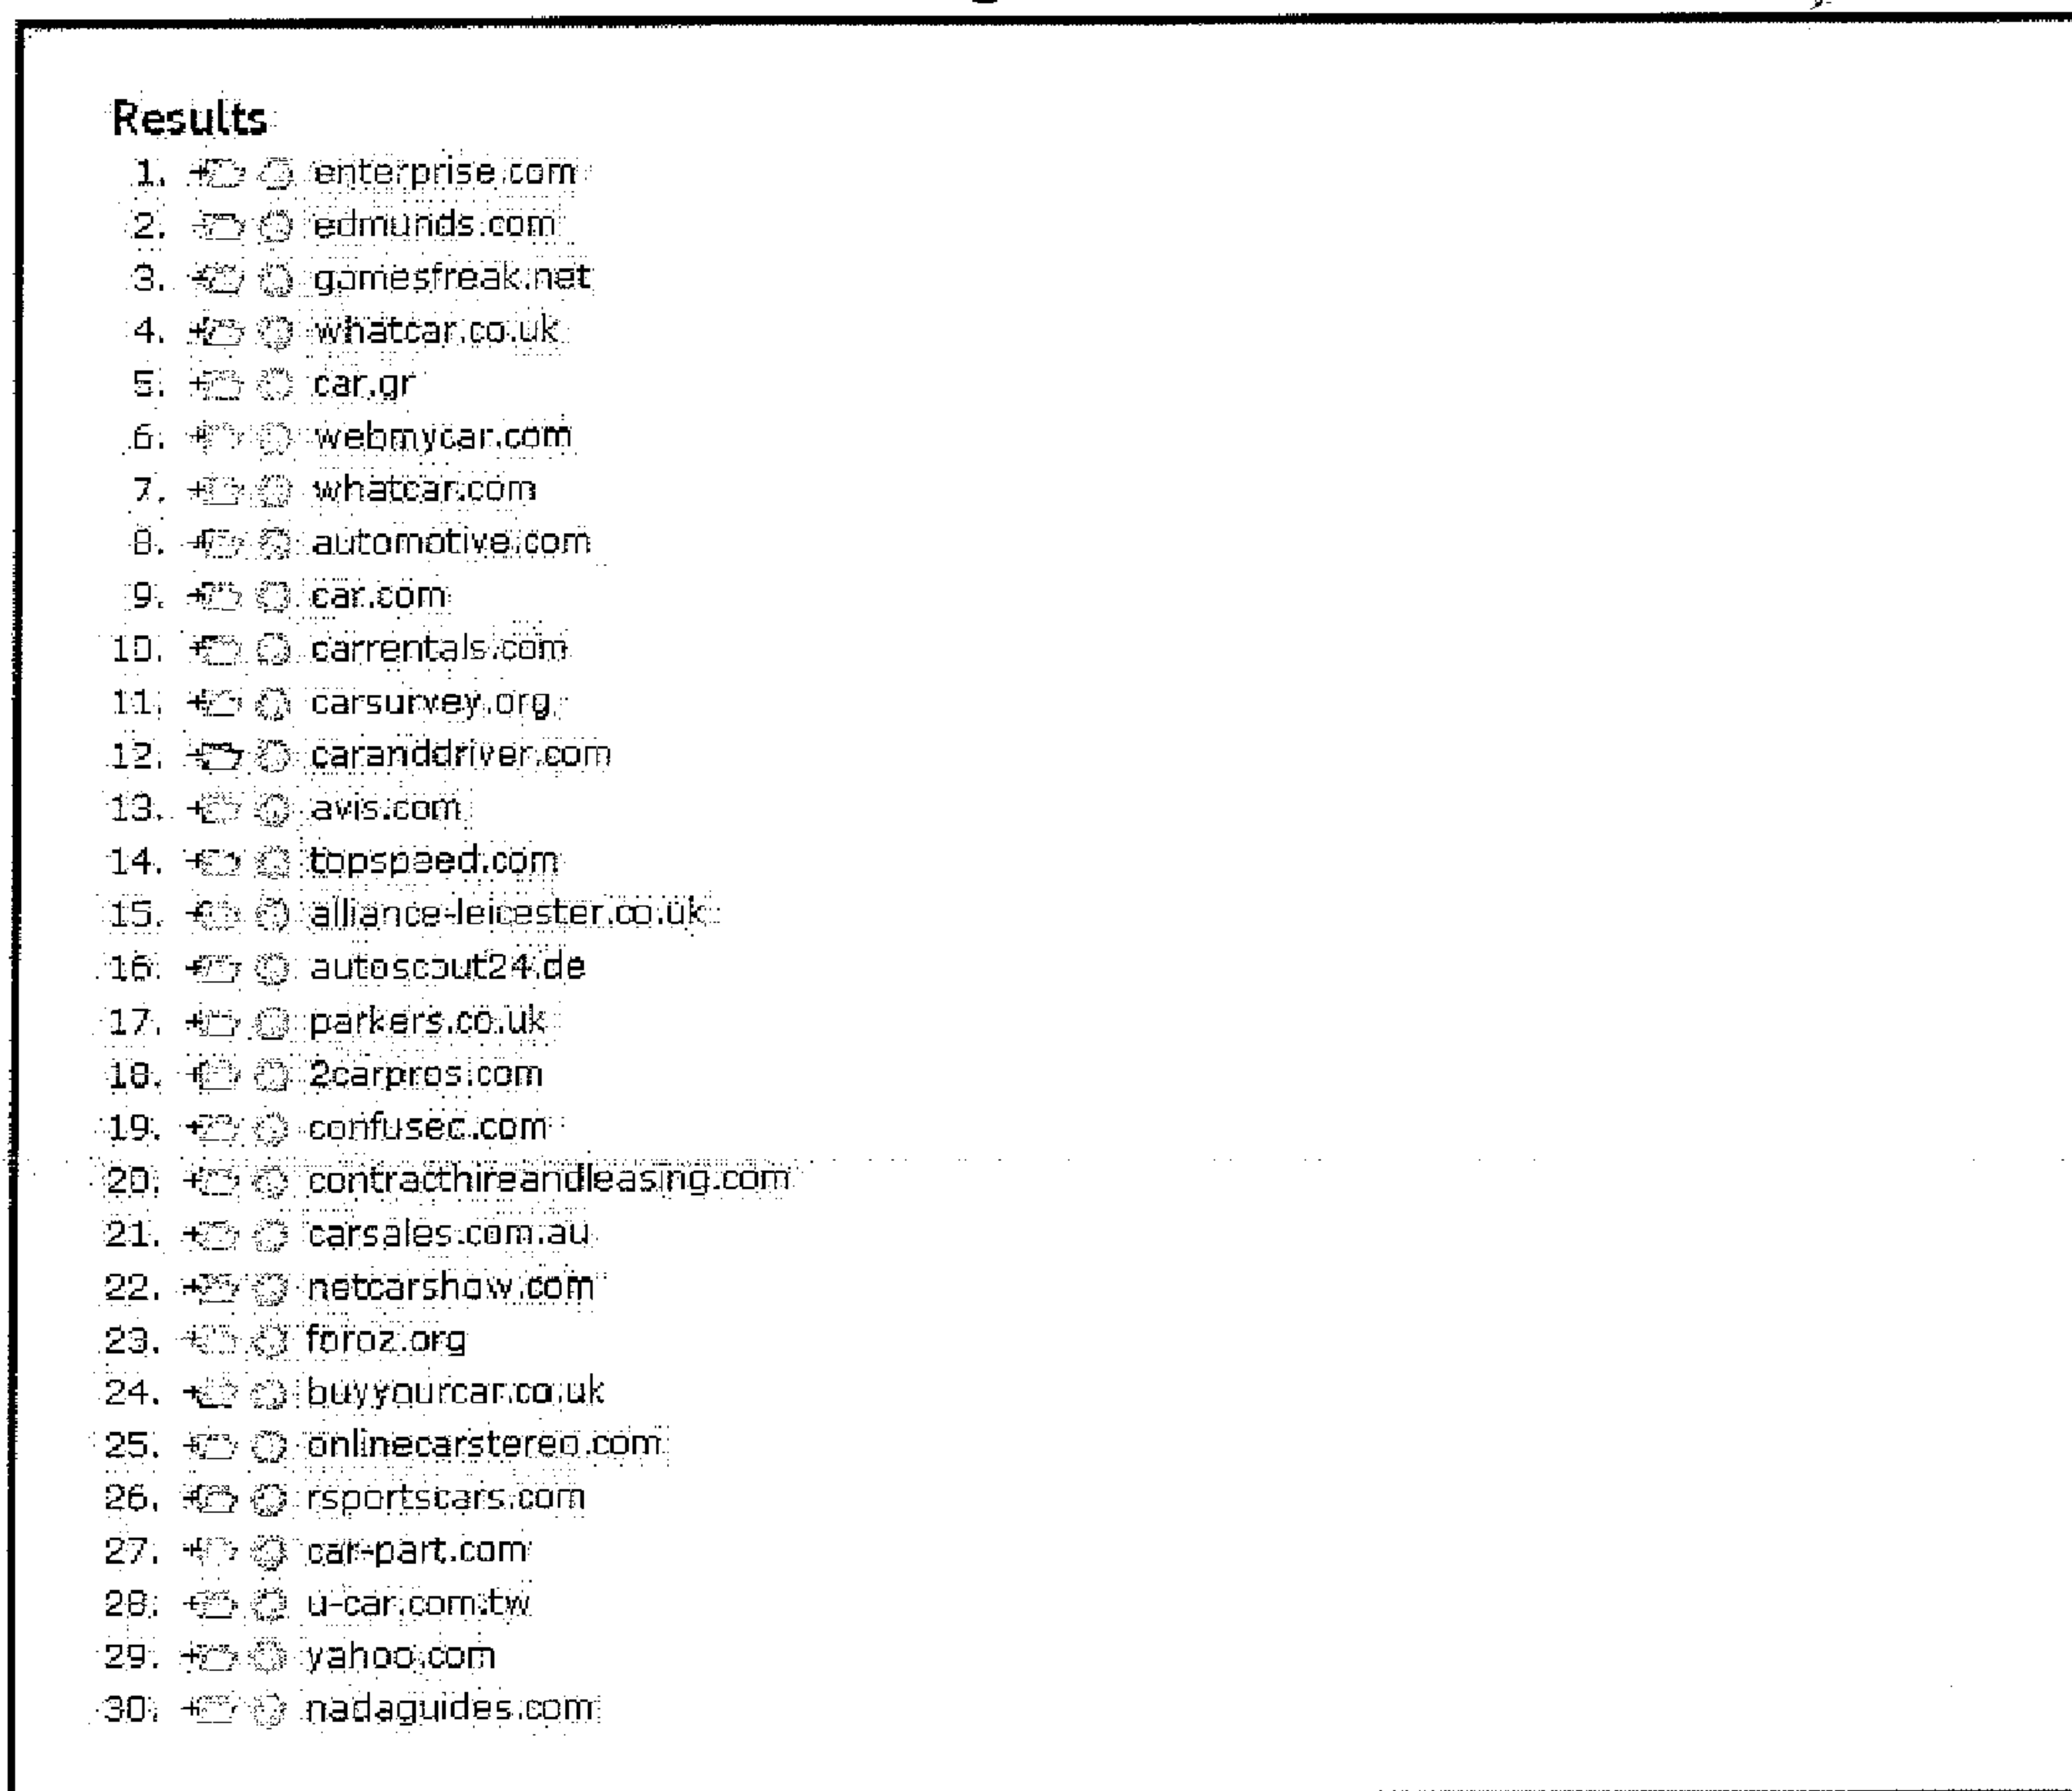 Results
1. enterprise.com
2. edmunds.com
3. gamesfreak.net
4. whatcar.co.uk
5. car.gr
6. webmycar.com
7. whatcar.com
8. automotive.com
9. car.com
10. carrentals.com
11. carsurvey.org
12. caranddriver.com
13. avis.com
14. topspeed.com
15. alliance-leicester.co.uk
16. autoscout24.de
17. parkers.co.uk
18. 2carpros.com
19. confused.com
20. contracthireandleasing.com
21. carsales.com.au
22. netcarshow.com
23. foroz.org
24. buyyourcar.co.uk
25. onlinecarstereo.com
26. rsportscars.com
27. car-part.com
28. u-car.com.tw
29. yahoo.com
30. nadaguides.com